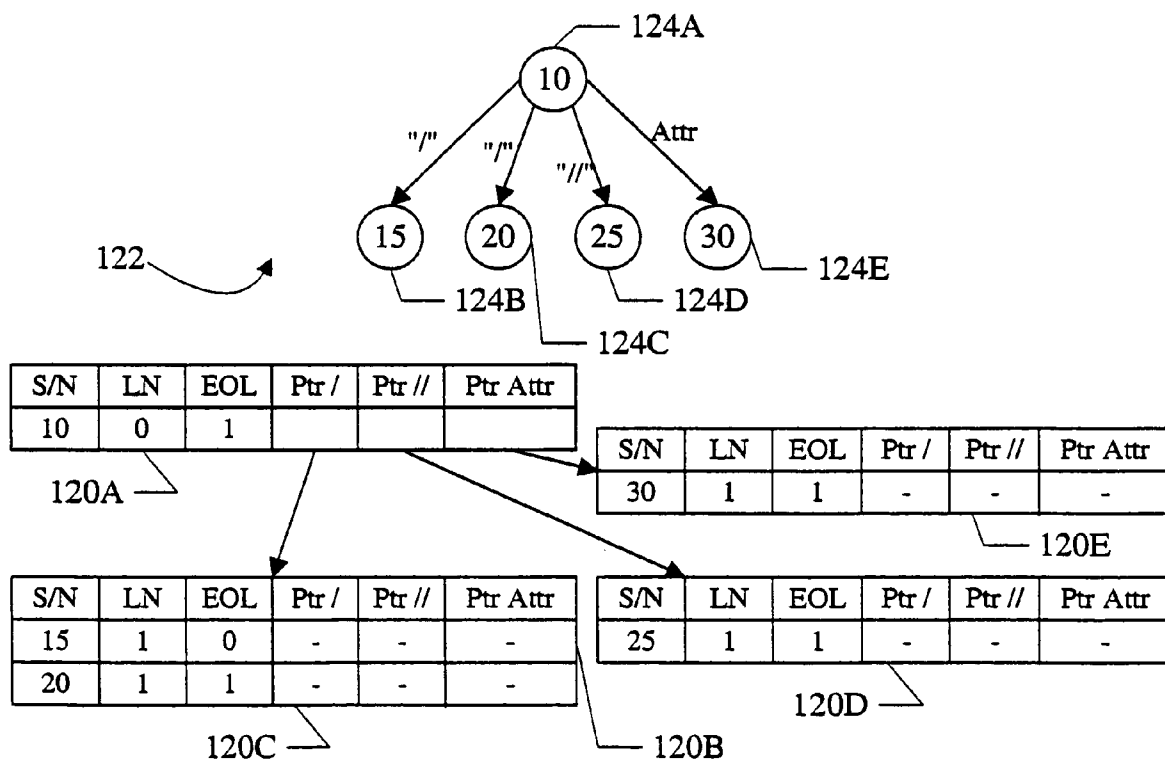 124A
10
"/"
"/"
"//"
Attr
15
20
25
30
122
124B
124C
124D
124E
S/N LN EOL Ptr / Ptr // Ptr Attr
10 0 1
120A
S/N LN EOL Ptr / Ptr // Ptr Attr
30 1 1 - - -
120E
S/N LN EOL Ptr / Ptr // Ptr Attr
15 1 0 - - -
20 1 1 - - -
120C
120B
S/N LN EOL Ptr / Ptr // Ptr Attr
25 1 1 - - -
120D